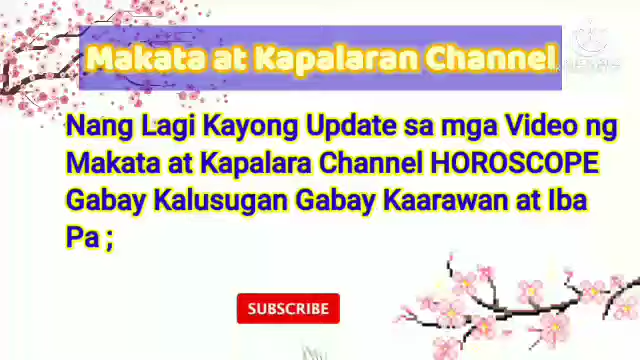 Makata at Kapalaran Channel
Nang Lagi Kayong Update sa mga Video ng
Makata at Kapalara Channel HOROSCOPE
Gabay Kalusugan Gabay Kaarawan at Iba
Pa ;
SUBSCRIBE